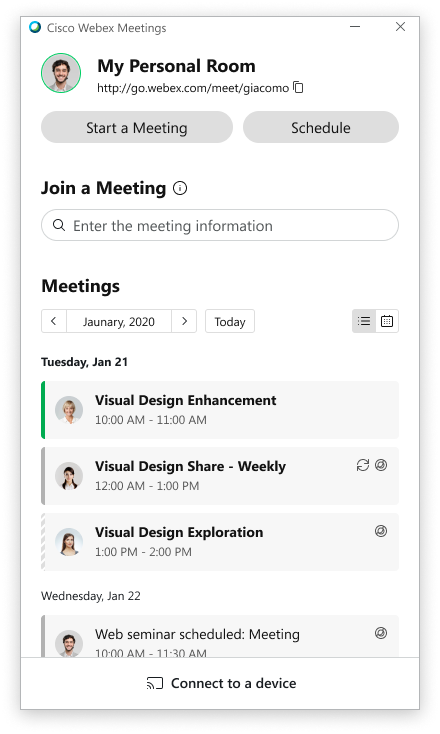 Cisco Webex Meetings
My Personal Room
http://go.webex.com/meet/giacomo
Start a Meeting
Schedule
Join a Meeting
Enter the meeting information
Meetings
Jaunary, 2020
Today
Tuesday, Jan 21
Visual Design Enhancement
10:00 AM - 11:00 AM
Visual Design Share - Weekly
12:00 AM - 1:00 PM
Visual Design Exploration
1:00 PM - 2:00 PM
Wednesday, Jan 22
Web seminar scheduled: Meeting
10:00 AM - 11:30 AM
Connect to a device